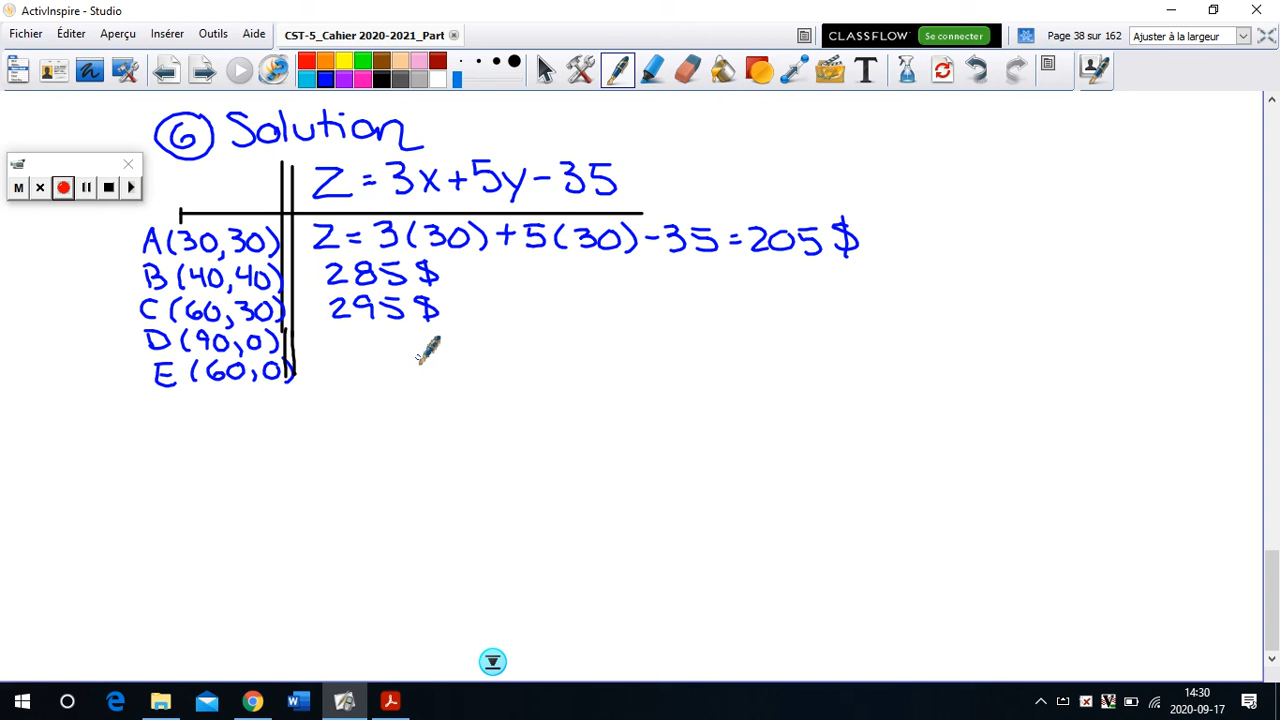 ActivInspire - Studio
Fichier Éditer Aperçu Insérer Outils Aide
CST-5_Cahier 2020-2021_Part
CLASSFLOW Se connecter
Page 38 sur 162
Ajuster à la largeur
M
6 Solution
Z = 3x + 5y - 35
A(30,30) Z = 3(30) + 5(30) - 35 = 205 $
B(40,40) 285 $
C(60,30) 295 $
D(90,0)
E(60,0)
14:30
2020-09-17